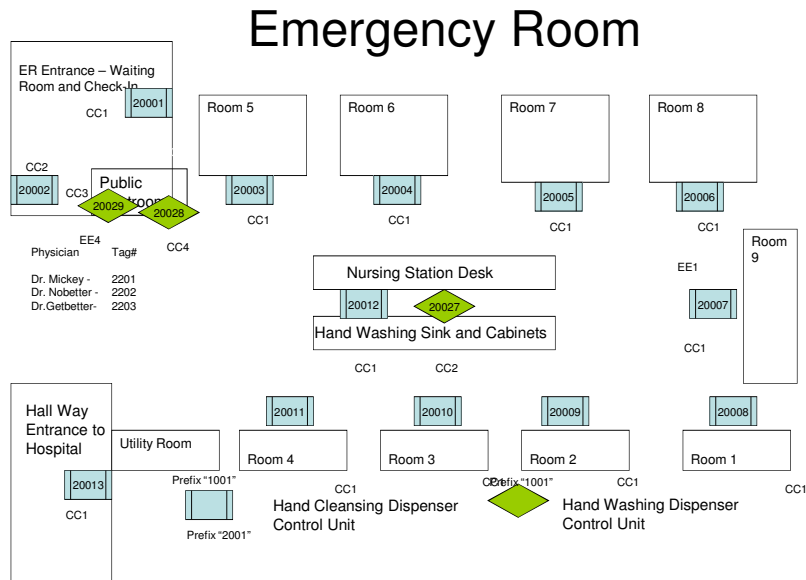 Emergency Room
ER Entrance – Waiting
Room and Check-In
20001
CC1
Room 5
Room 6
Room 7
Room 8
CC2
20002
CC3
Public
20029
20028
EE4
CC4
20003
CC1
20004
CC1
20005
CC1
20006
CC1
Physician Tag#
Dr. Mickey - 2201
Dr. Nobetter - 2202
Dr.Getbetter- 2203
Nursing Station Desk
20012
20027
Hand Washing Sink and Cabinets
CC1
CC2
Room
9
EE1
20007
CC1
Hall Way
Entrance to
Hospital
Utility Room
20011
20010
20009
20008
Room 4
Room 3
Room 2
Room 1
CC1
CC1
CC1
CC1
20013
CC1
Prefix “1001”
Prefix “2001”
Hand Cleansing Dispenser
Control Unit
Prefix “1001”
Hand Washing Dispenser
Control Unit